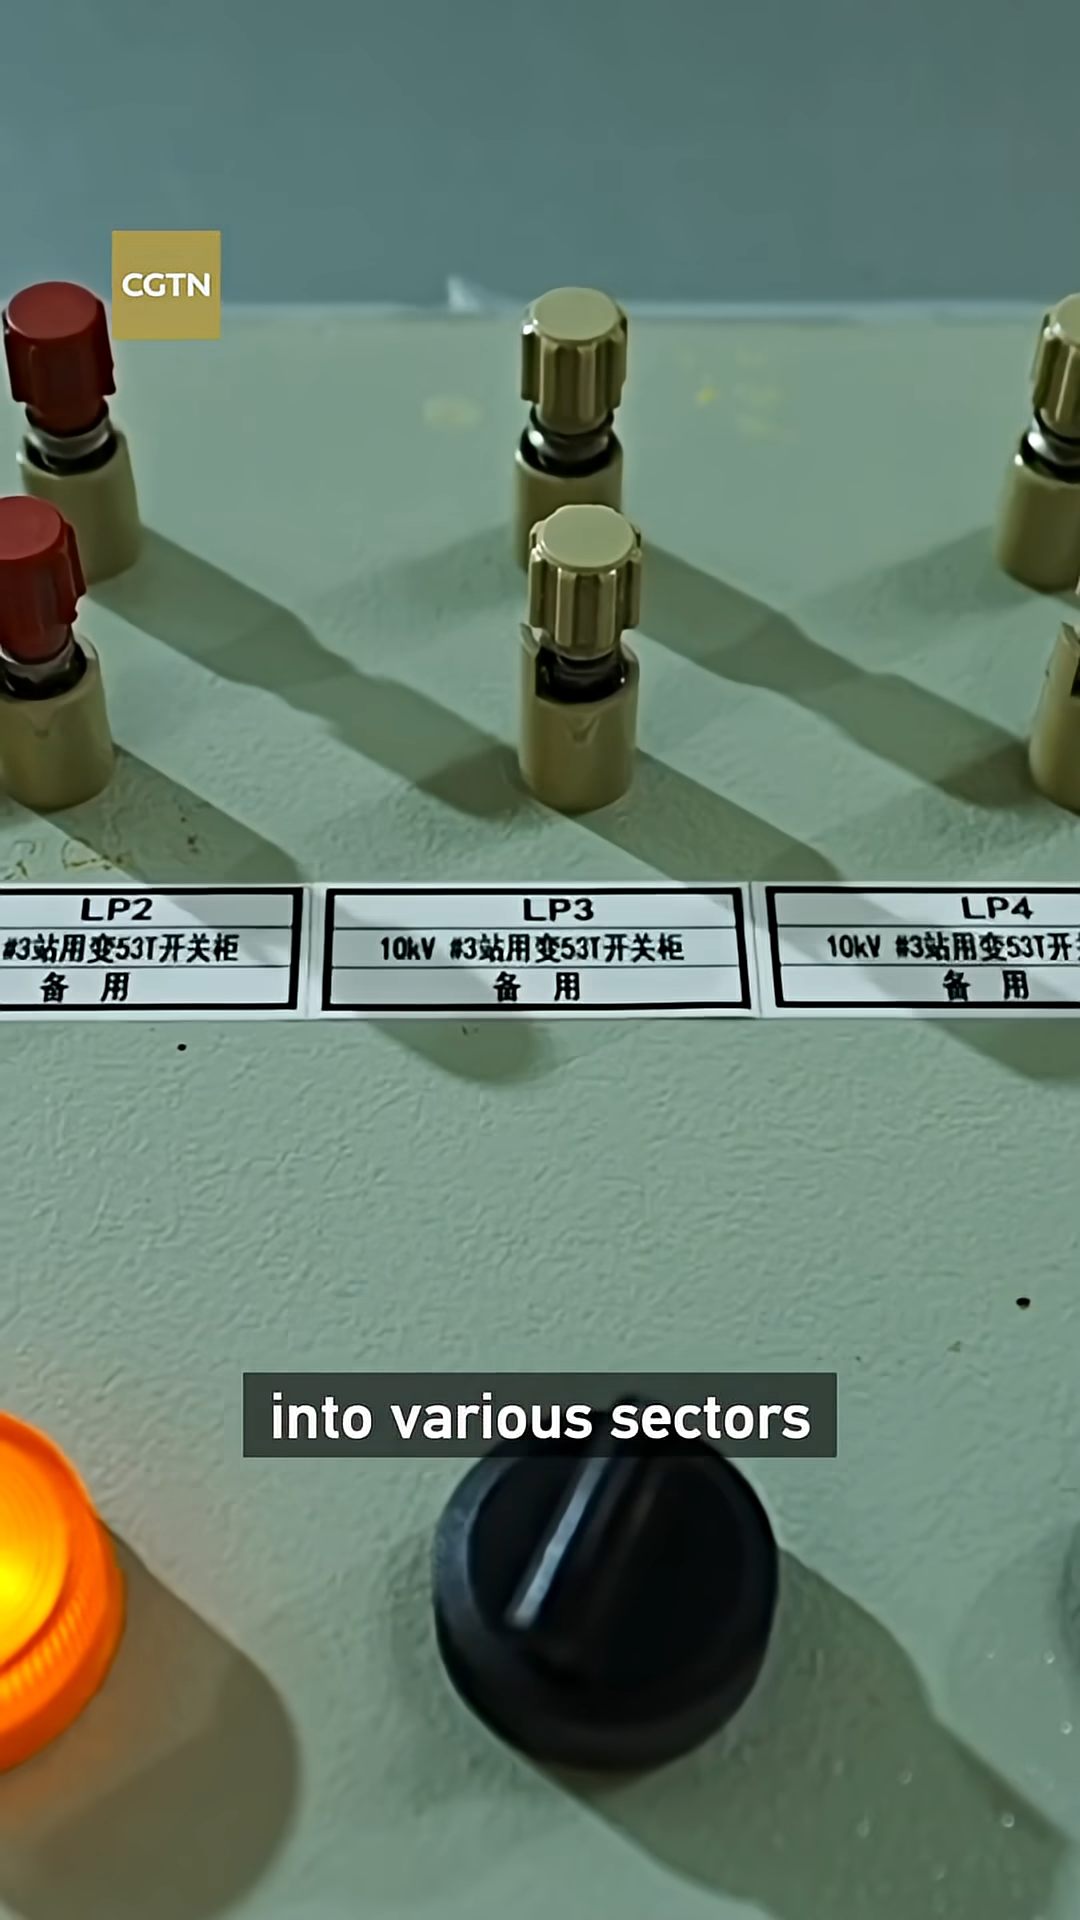 CGTN
LP2
#3站用变53T开关柜
备 用
LP3
10kV #3站用变53T开关柜
备 用
LP4
10kV #3站用变53T开
备 用
into various sectors